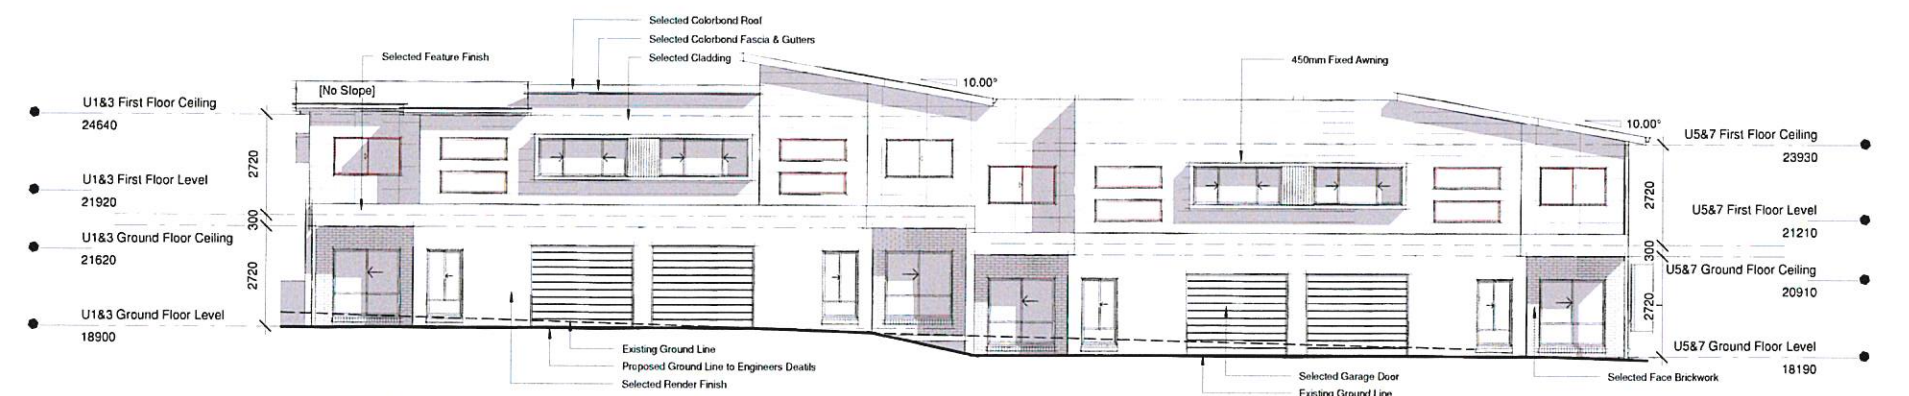 Selected Colorbond Roof
Selected Colorbond Fascia & Gutters
Selected Cladding
Selected Feature Finish
450mm Fixed Awning
[No Slope]
10.00°
10.00°
U1&3 First Floor Ceiling
24640
2720
U1&3 First Floor Level
21920
300
U1&3 Ground Floor Ceiling
21620
2720
U1&3 Ground Floor Level
18900
U5&7 First Floor Ceiling
23930
2720
U5&7 First Floor Level
21210
300
U5&7 Ground Floor Ceiling
20910
2720
U5&7 Ground Floor Level
18190
Existing Ground Line
Proposed Ground Line to Engineers Deatils
Selected Render Finish
Selected Garage Door
Existing Ground Line
Selected Face Brickwork